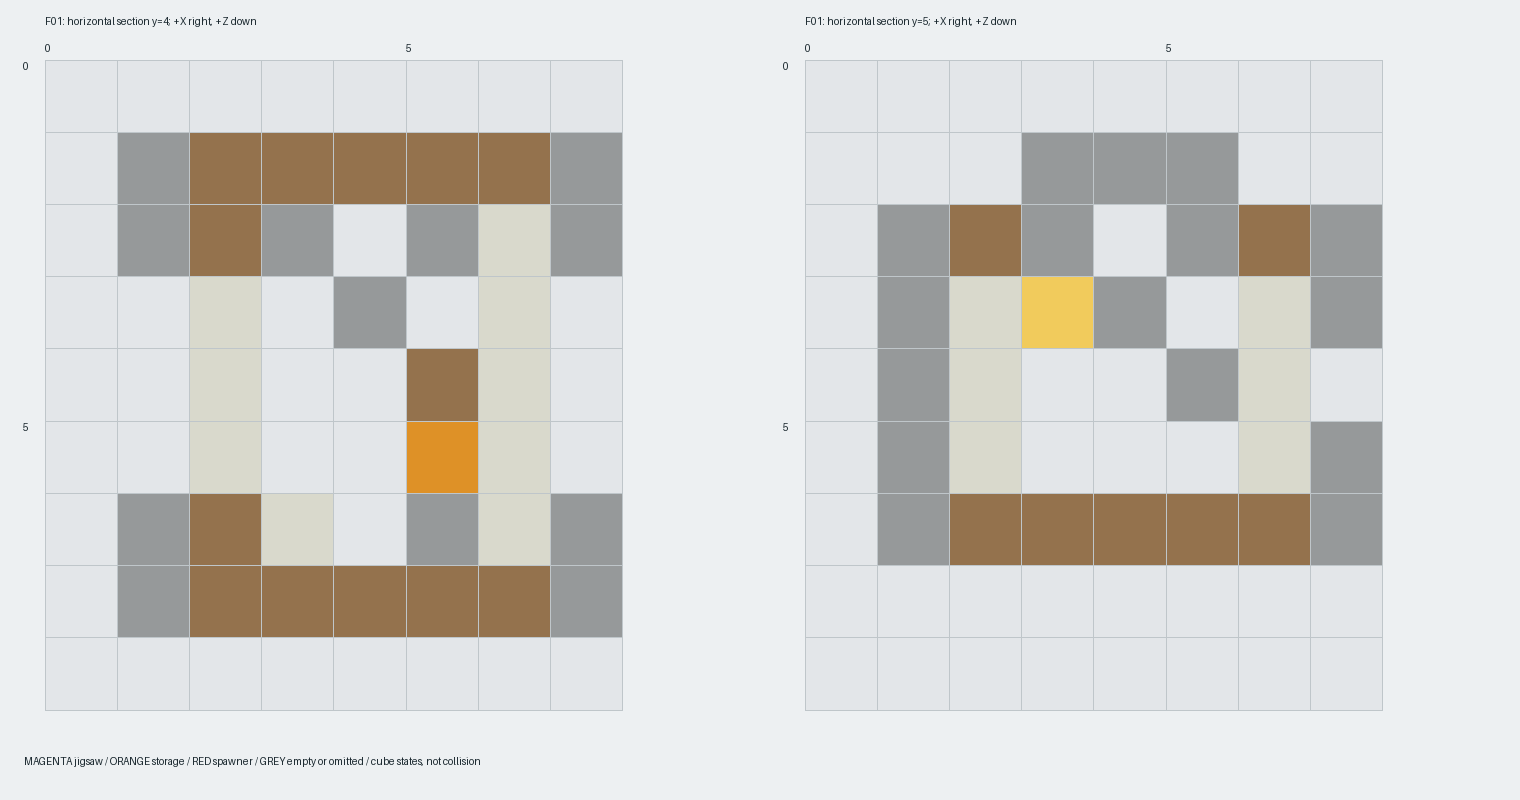 F01: horizontal section y=4; +X right, +Z down
F01: horizontal section y=5; +X right, +Z down
0 5
0 5
0
0
5
5
MAGENTA jigsaw / ORANGE storage / RED spawner / GREY empty or omitted / cube states, not collision